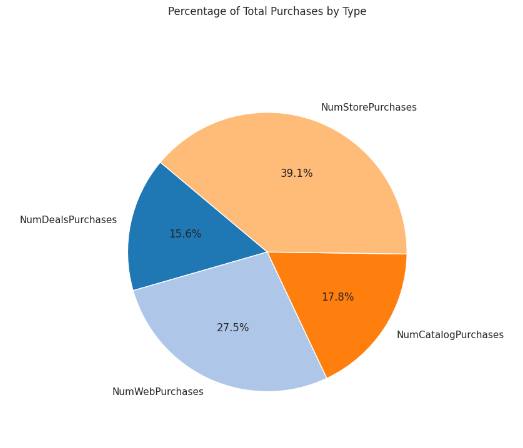 Percentage of Total Purchases by Type
NumStorePurchases
39.1%
NumDealsPurchases
15.6%
17.8%
27.5%
NumCatalogPurchases
NumWebPurchases